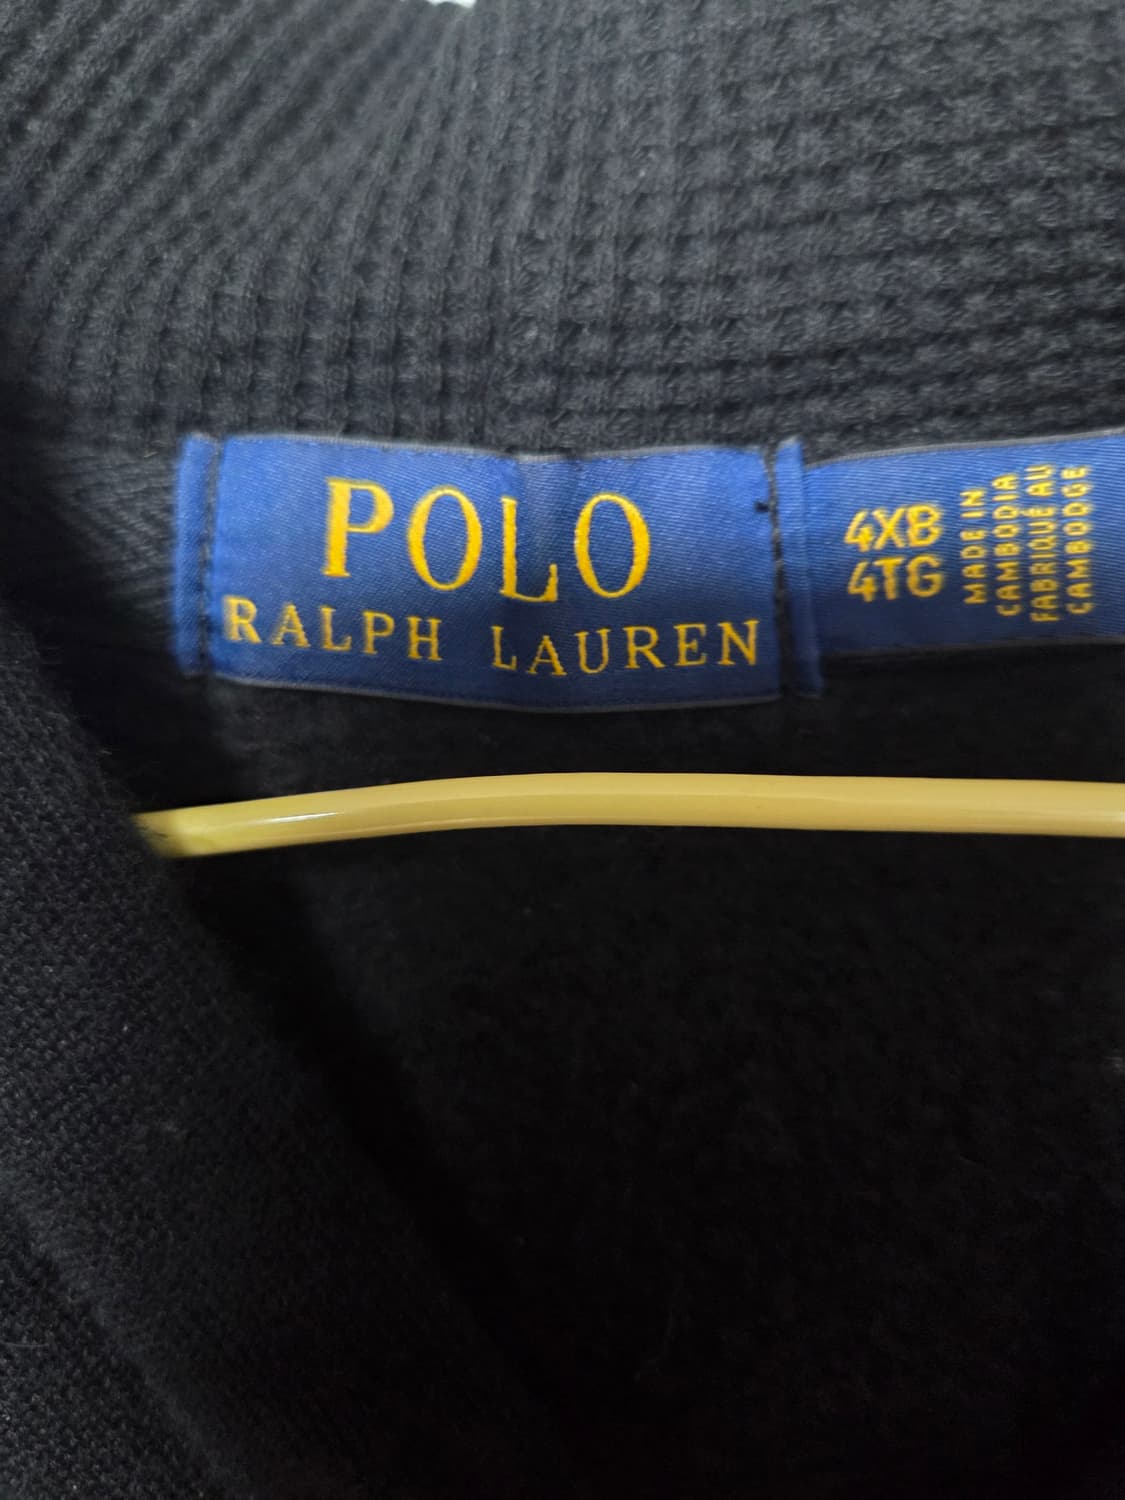 POLO
RALPH LAUREN
4XB
4TG
MADE IN
CAMBODIA
FABRIQUÉ AU
CAMBODGE